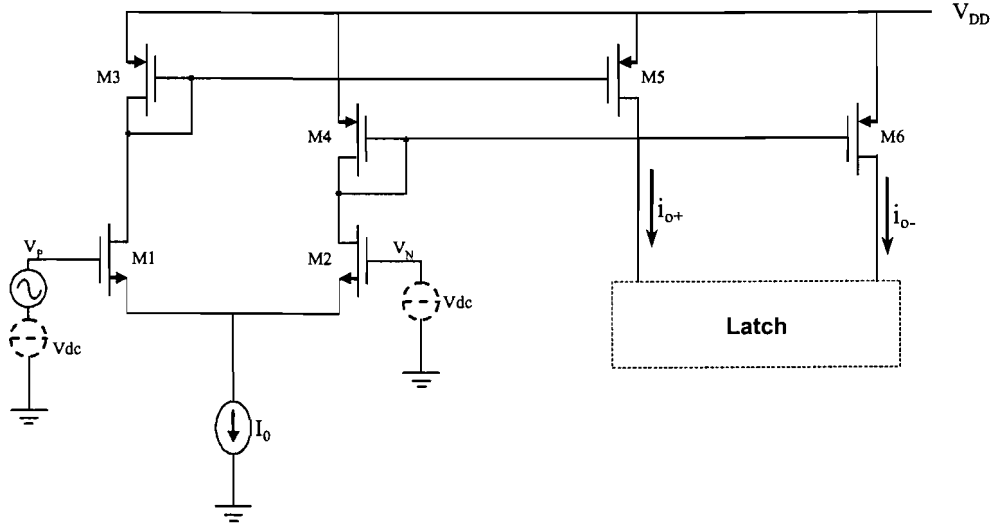 V_DD
M3
M5
M4
M6
i_o+
i_o-
V_P
M1
M2
V_N
Vdc
Vdc
Latch
I_0